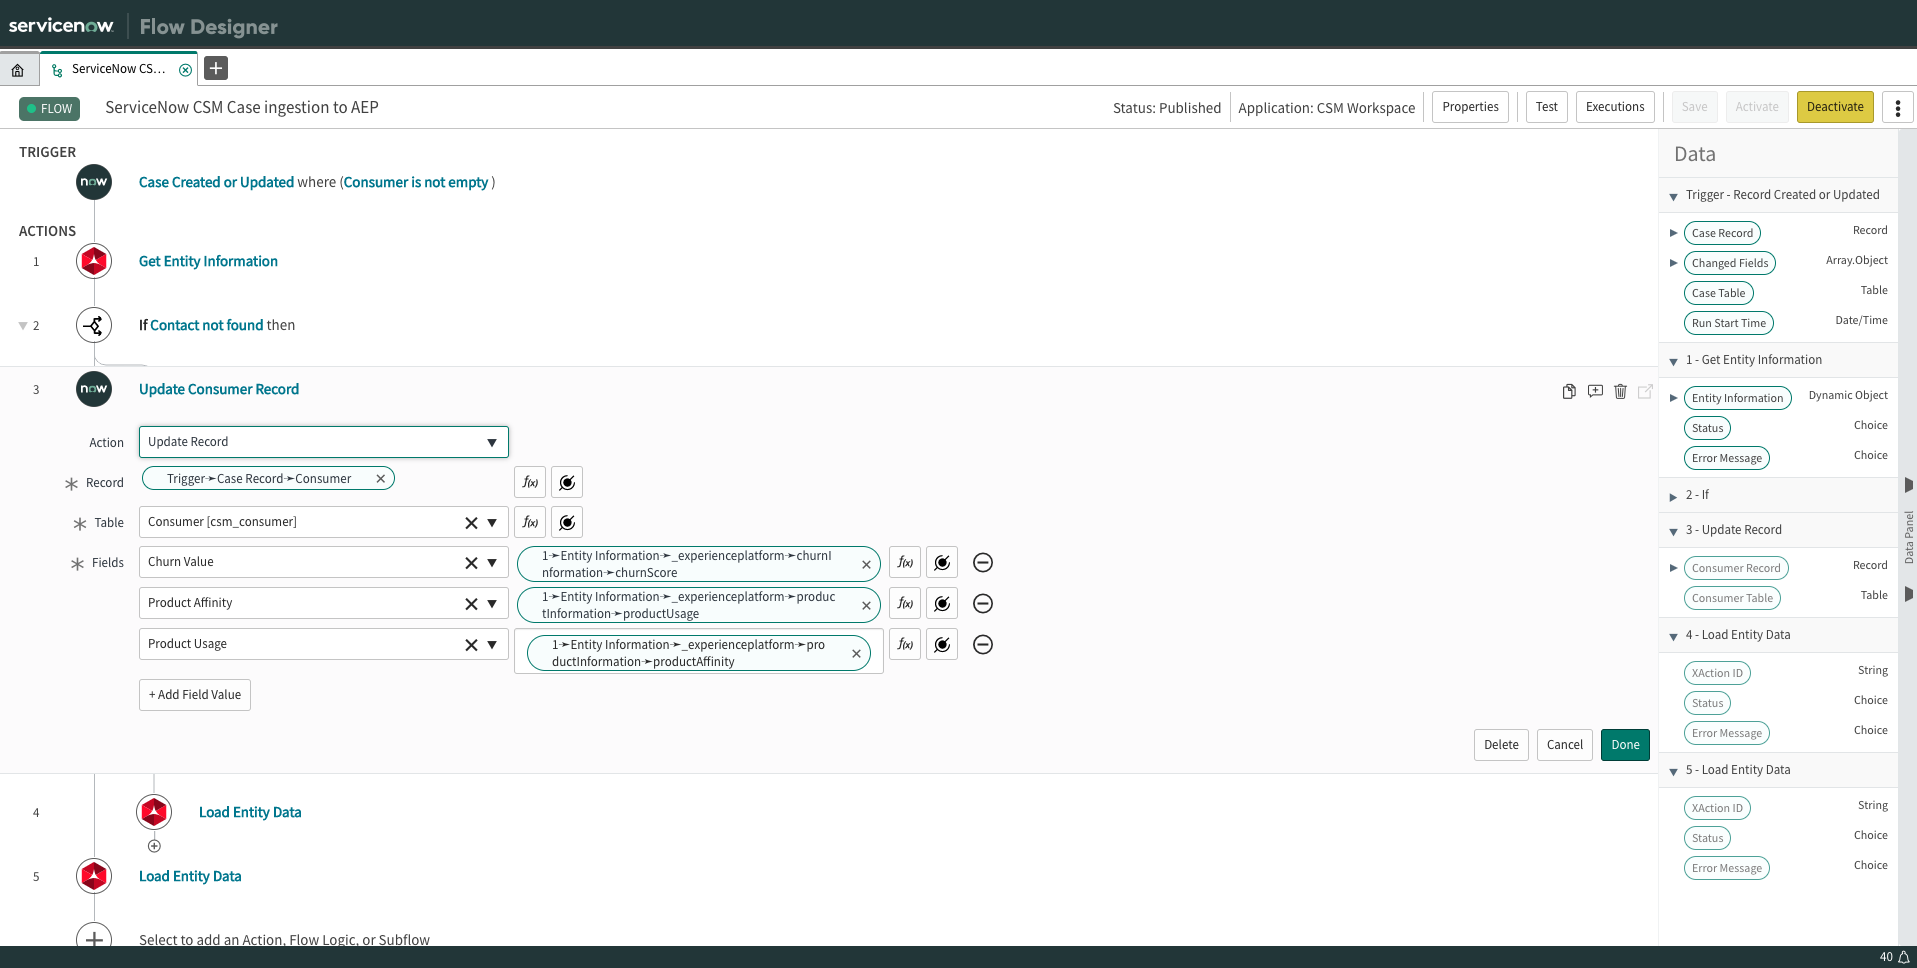 servicenow Flow Designer
ServiceNow CS...
FLOW ServiceNow CSM Case ingestion to AEP Status: Published Application: CSM Workspace Properties Test Executions Save Activate Deactivate
TRIGGER
now Case Created or Updated where (Consumer is not empty )
ACTIONS
1 Get Entity Information
2 If Contact not found then
3 now Update Consumer Record
Action Update Record
Record Trigger➛Case Record➛Consumer f(x)
Table Consumer [csm_consumer] f(x)
Fields Churn Value 1➛Entity Information➛_experienceplatform➛churnI
nformation➛churnScore f(x)
Product Affinity 1➛Entity Information➛_experienceplatform➛produc
tInformation➛productUsage f(x)
Product Usage 1➛Entity Information➛_experienceplatform➛pro
ductInformation➛productAffinity f(x)
+ Add Field Value
Delete Cancel Done
4 Load Entity Data
5 Load Entity Data
Select to add an Action, Flow Logic, or Subflow
Data
Trigger - Record Created or Updated
Case Record Record
Changed Fields Array.Object
Case Table Table
Run Start Time Date/Time
1 - Get Entity Information
Entity Information Dynamic Object
Status Choice
Error Message Choice
2 - If
3 - Update Record
Consumer Record Record
Consumer Table Table
4 - Load Entity Data
XAction ID String
Status Choice
Error Message Choice
5 - Load Entity Data
XAction ID String
Status Choice
Error Message Choice
Data Panel
40